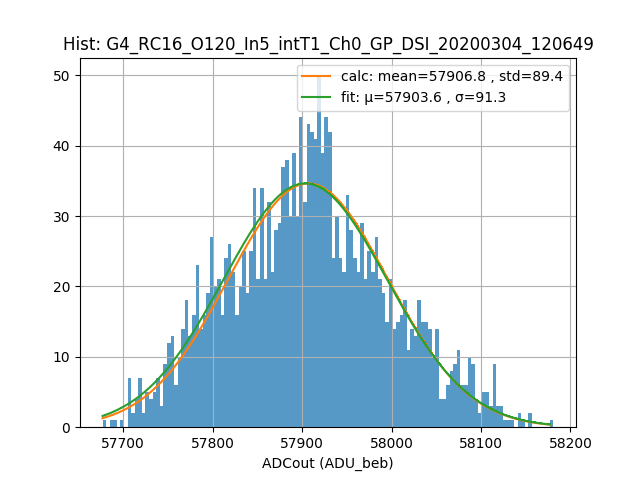 Hist: G4_RC16_O120_In5_intT1_Ch0_GP_DSI_20200304_120649
calc: mean=57906.8 , std=89.4
fit: μ=57903.6 , σ=91.3
50
40
30
20
10
0
57700 57800 57900 58000 58100 58200
ADCout (ADU_beb)